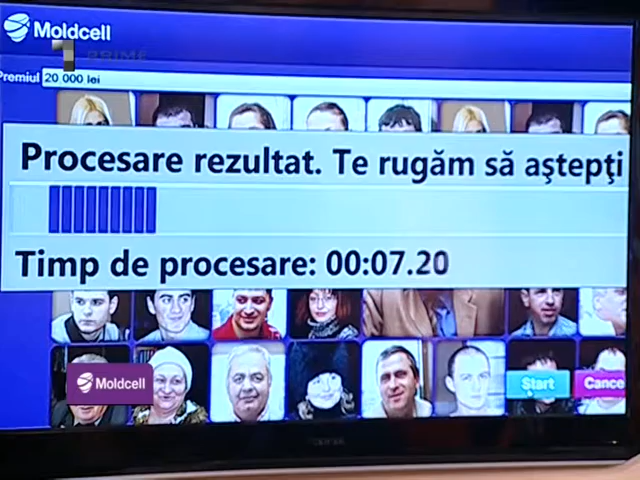 Moldcell
1 PRIME
Premiul 20 000 lei
Procesare rezultat. Te rugăm să aştepţi
Timp de procesare: 00:07.20
Moldcell
Start
Cance